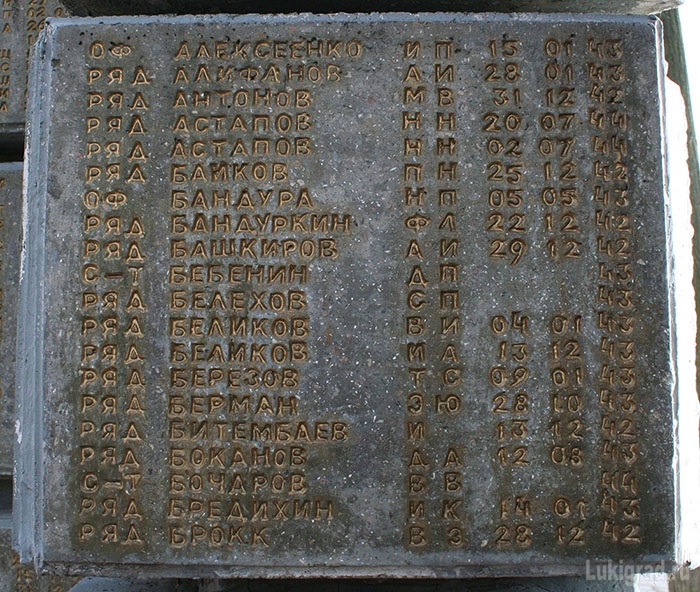 ОФ АЛЕКСЕЕНКО И П 15 01 43
РЯД АЛИФАНОВ А И 28 01 43
РЯД АНТОНОВ М В 31 12 42
РЯД АСТАПОВ Н Н 20 07 44
РЯД АСТАПОВ Н Н 02 07 44
РЯД БАЙКОВ П Н 25 12 42
ОФ БАНДУРА Н П 05 05 43
РЯД БАНДУРКИН Ф Л 22 12 42
РЯД БАШКИРОВ А И 29 12 42
С-Т БЕБЕНИН Д П 43
РЯД БЕЛЕХОВ С П 43
РЯД БЕЛИКОВ В И 04 01 43
РЯД БЕЛИКОВ И А 13 12 42
РЯД БЕРЕЗОВ Т С 09 01 43
РЯД БЕРМАН Э Ю 28 10 43
РЯД БИТЕМБАЕВ И 13 12 42
РЯД БОКАНОВ Д А 12 08 43
С-Т БОЧАРОВ В В 44
РЯД БРЕДИХИН И К 14 01 43
РЯД БРОКК В З 28 12 42
Lukigrad.ru